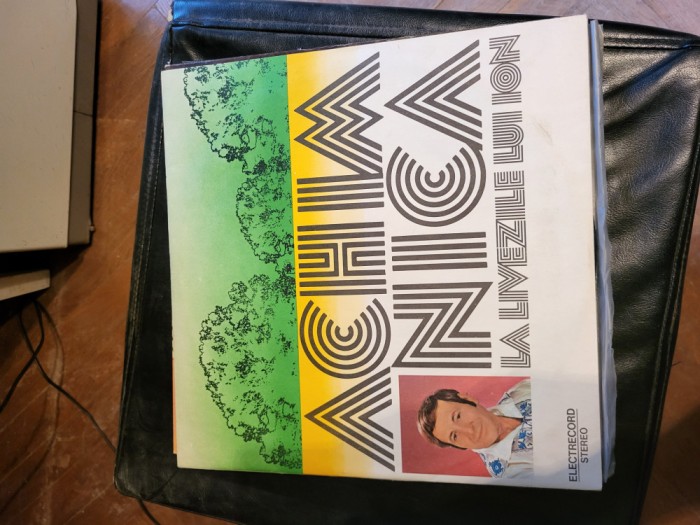 ACHIM
NICA
LA LIVEZILE LUI ION
ELECTRECORD
STEREO